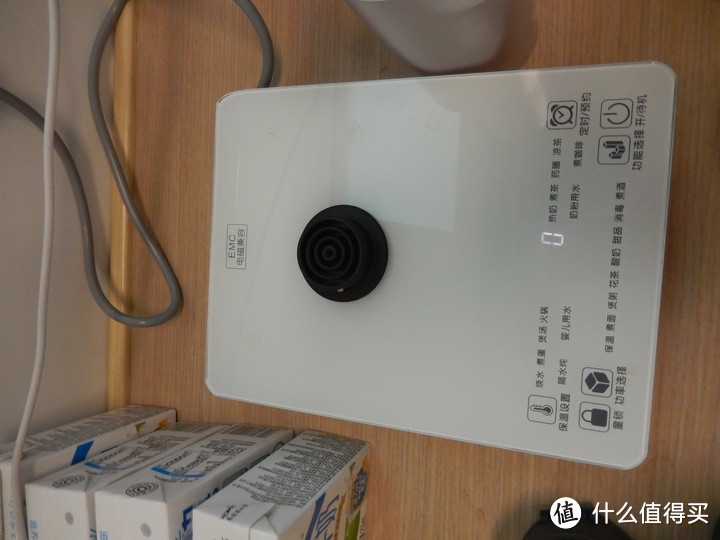 EMC
电磁兼容
烧水 煮蛋 煲汤 火锅 0 热奶 煮茶 药膳 凉茶
隔水炖 婴儿用水 奶粉用水 煮咖啡
保温设置 定时/预约
保温 煮面 煲粥 花茶 酸奶 甜品 消毒 煮酒
童锁 功率选择 功能选择 开/待机
值 什么值得买